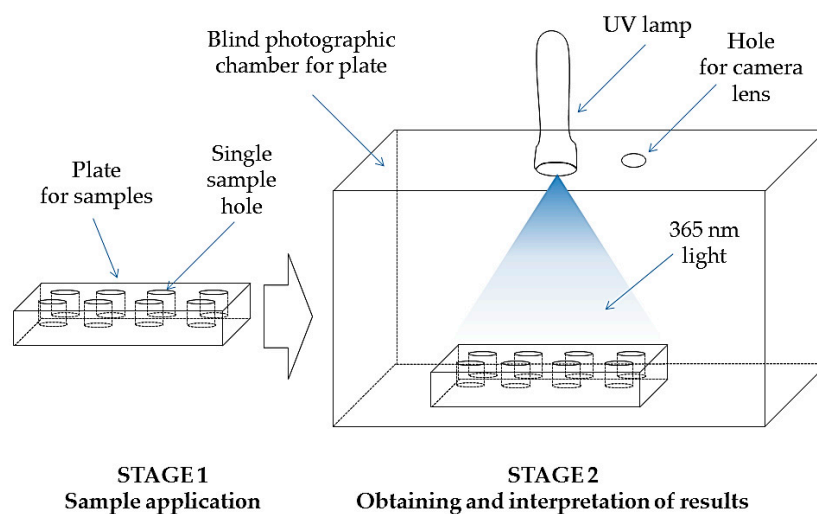 Blind photographic
chamber for plate
UV lamp
Hole
for camera
lens
Plate
for samples
Single
sample
hole
365 nm
light
STAGE 1
Sample application
STAGE 2
Obtaining and interpretation of results